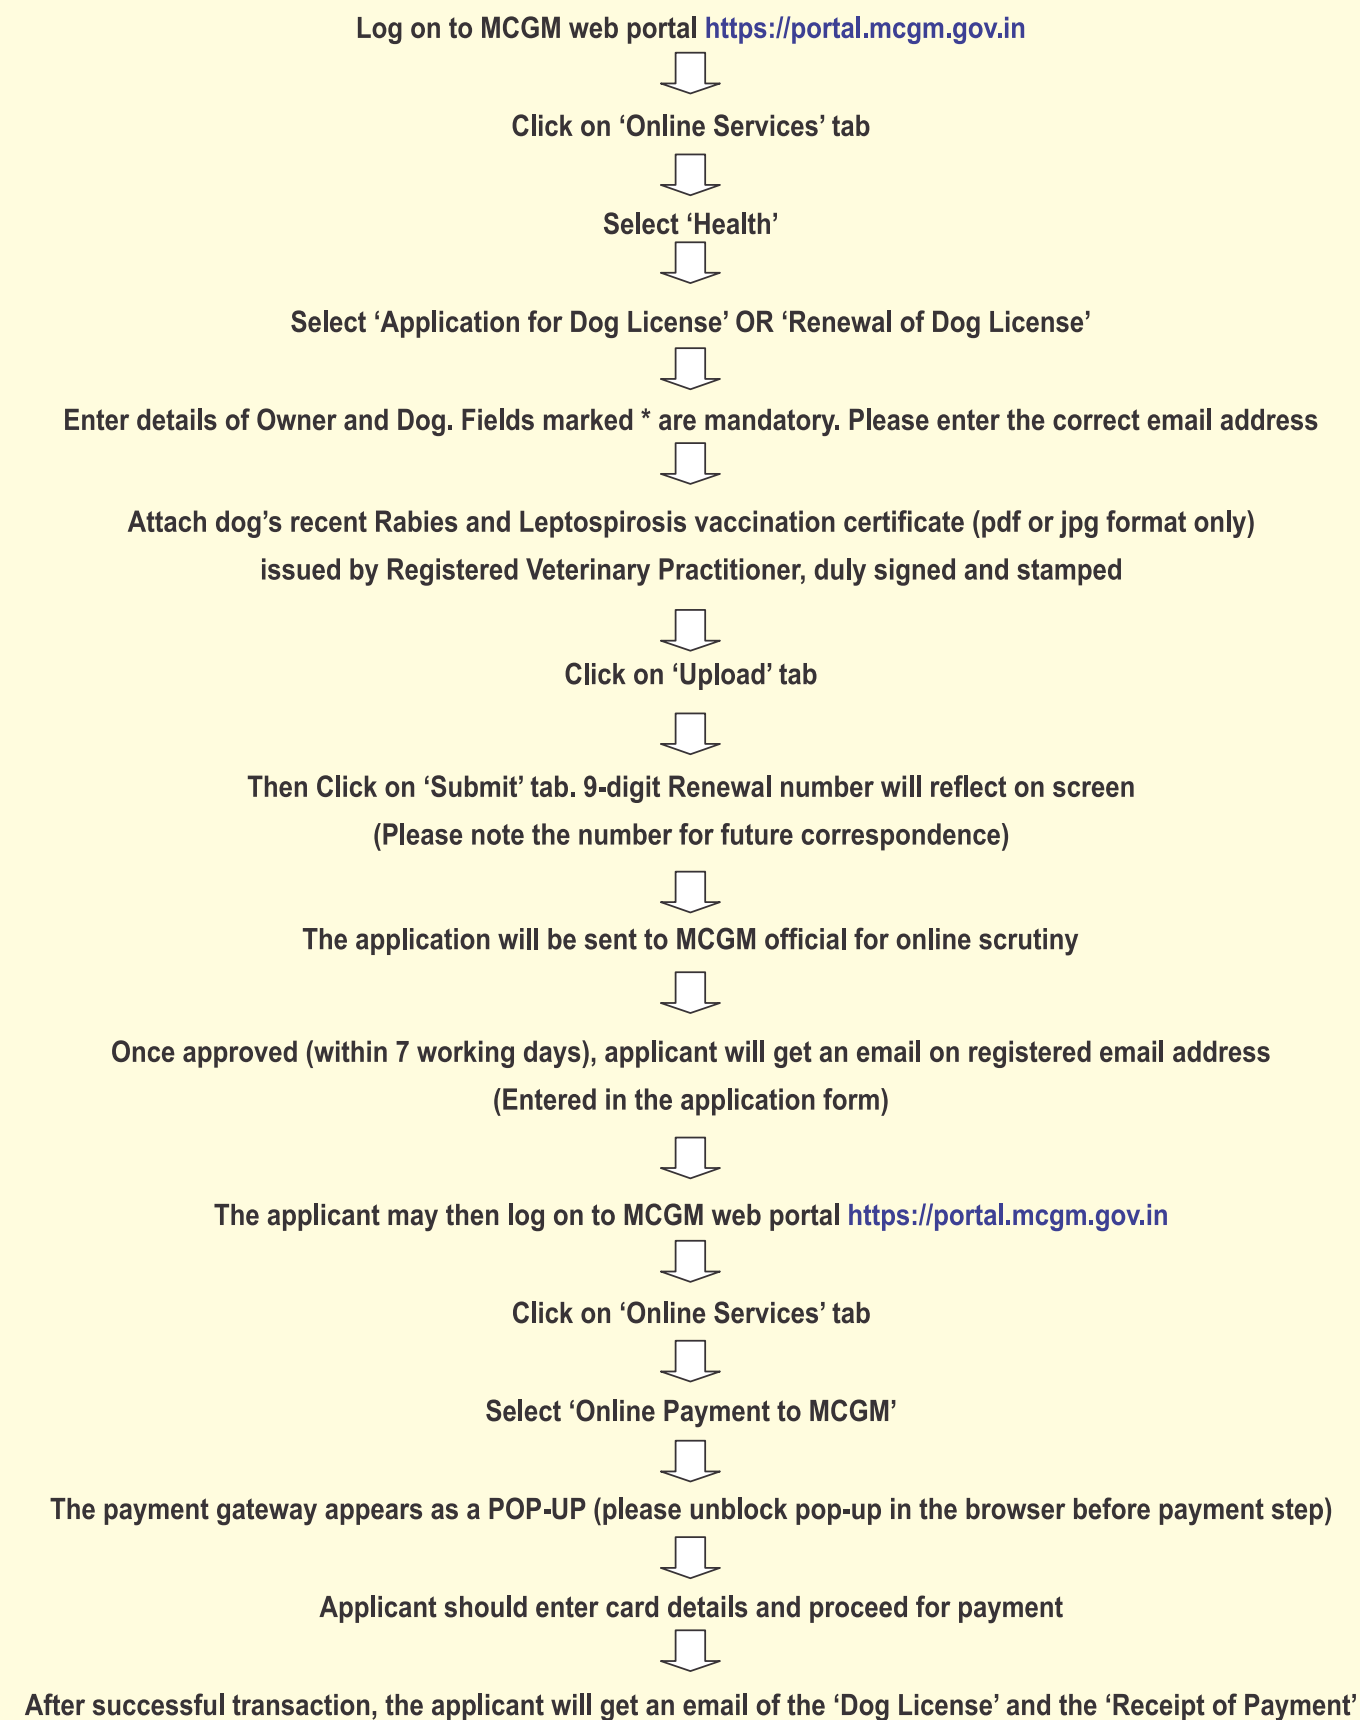 Log on to MCGM web portal https://portal.mcgm.gov.in
Click on ‘Online Services’ tab
Select ‘Health’
Select ‘Application for Dog License’ OR ‘Renewal of Dog License’
Enter details of Owner and Dog. Fields marked * are mandatory. Please enter the correct email address
Attach dog’s recent Rabies and Leptospirosis vaccination certificate (pdf or jpg format only)
issued by Registered Veterinary Practitioner, duly signed and stamped
Click on ‘Upload’ tab
Then Click on ‘Submit’ tab. 9-digit Renewal number will reflect on screen
(Please note the number for future correspondence)
The application will be sent to MCGM official for online scrutiny
Once approved (within 7 working days), applicant will get an email on registered email address
(Entered in the application form)
The applicant may then log on to MCGM web portal https://portal.mcgm.gov.in
Click on ‘Online Services’ tab
Select ‘Online Payment to MCGM’
The payment gateway appears as a POP-UP (please unblock pop-up in the browser before payment step)
Applicant should enter card details and proceed for payment
After successful transaction, the applicant will get an email of the ‘Dog License’ and the ‘Receipt of Payment’